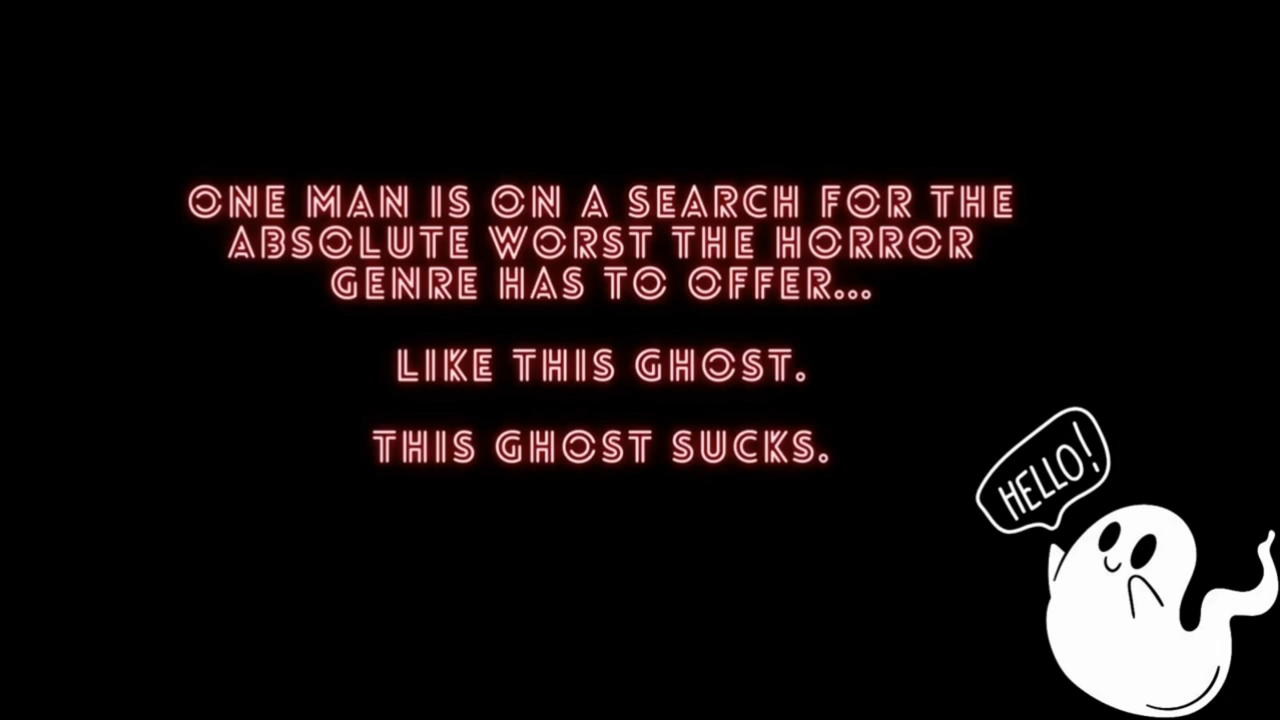 ONE MAN IS ON A SEARCH FOR THE
ABSOLUTE WORST THE HORROR
GENRE HAS TO OFFER...
LIKE THIS GHOST.
THIS GHOST SUCKS.
HELLO!